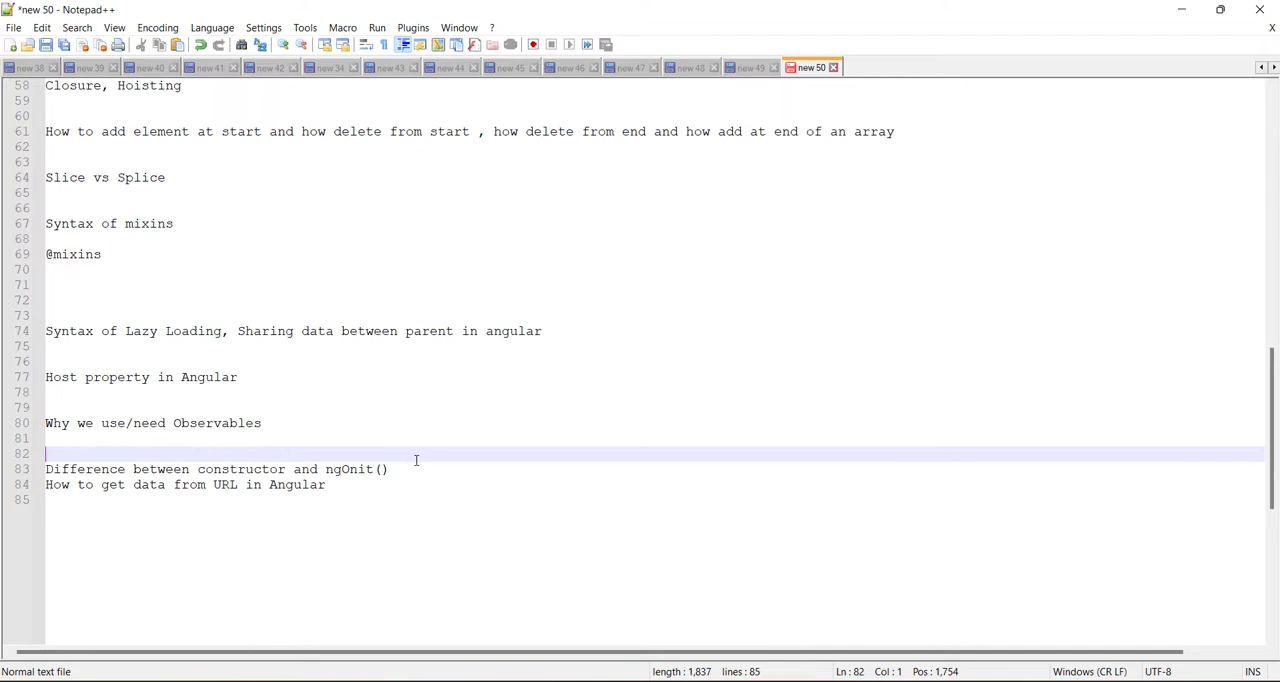 *new 50 - Notepad++
File Edit Search View Encoding Language Settings Tools Macro Run Plugins Window ? X
new 38 new 39 new 40 new 41 new 42 new 34 new 43 new 44 new 45 new 46 new 47 new 48 new 49 new 50
58 Closure, Hoisting
59
60
61 How to add element at start and how delete from start , how delete from end and how add at end of an array
62
63
64 Slice vs Splice
65
66
67 Syntax of mixins
68
69 @mixins
70
71
72
73
74 Syntax of Lazy Loading, Sharing data between parent in angular
75
76
77 Host property in Angular
78
79
80 Why we use/need Observables
81
82
83 Difference between constructor and ngOnit()
84 How to get data from URL in Angular
85
Normal text file length : 1,837 lines : 85 Ln : 82 Col : 1 Pos : 1,754 Windows (CR LF) UTF-8 INS